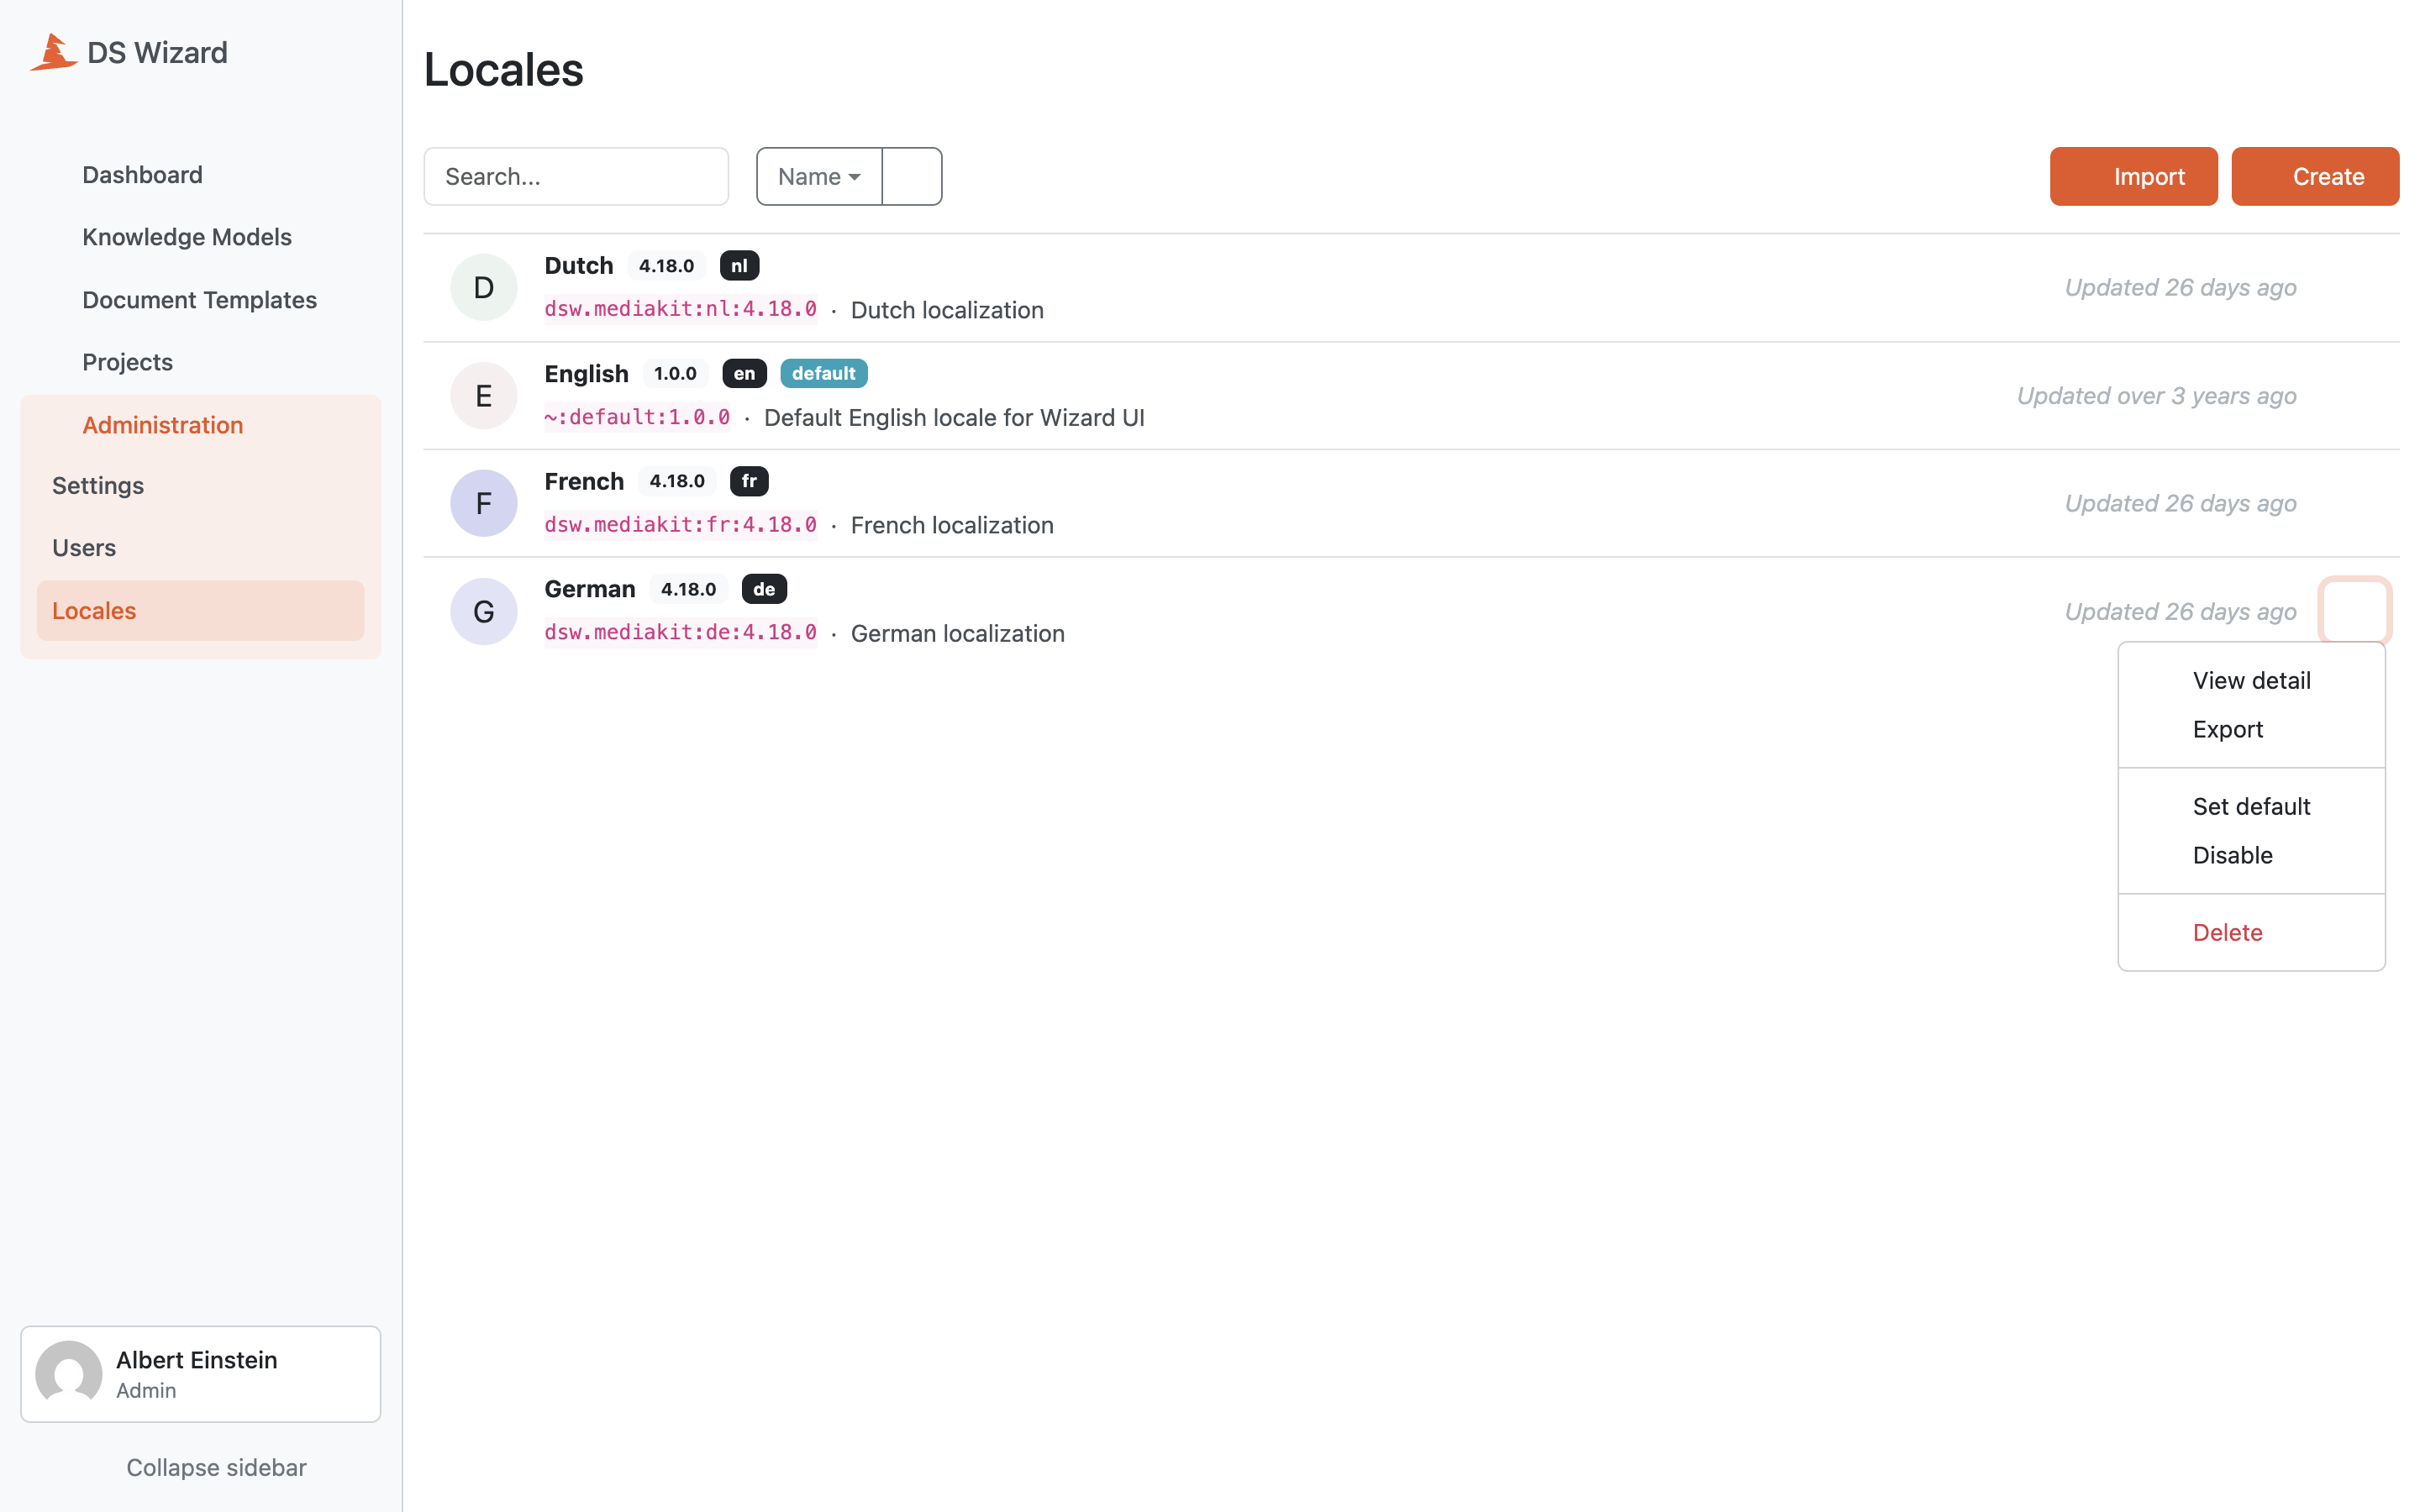 DS Wizard
Dashboard
Knowledge Models
Document Templates
Projects
Administration
Settings
Users
Locales
Albert Einstein
Admin
Collapse sidebar
Locales
Search...
Name
Import
Create
D
Dutch 4.18.0 nl
dsw.mediakit:nl:4.18.0 · Dutch localization
Updated 26 days ago
E
English 1.0.0 en default
~:default:1.0.0 · Default English locale for Wizard UI
Updated over 3 years ago
F
French 4.18.0 fr
dsw.mediakit:fr:4.18.0 · French localization
Updated 26 days ago
G
German 4.18.0 de
dsw.mediakit:de:4.18.0 · German localization
Updated 26 days ago
View detail
Export
Set default
Disable
Delete